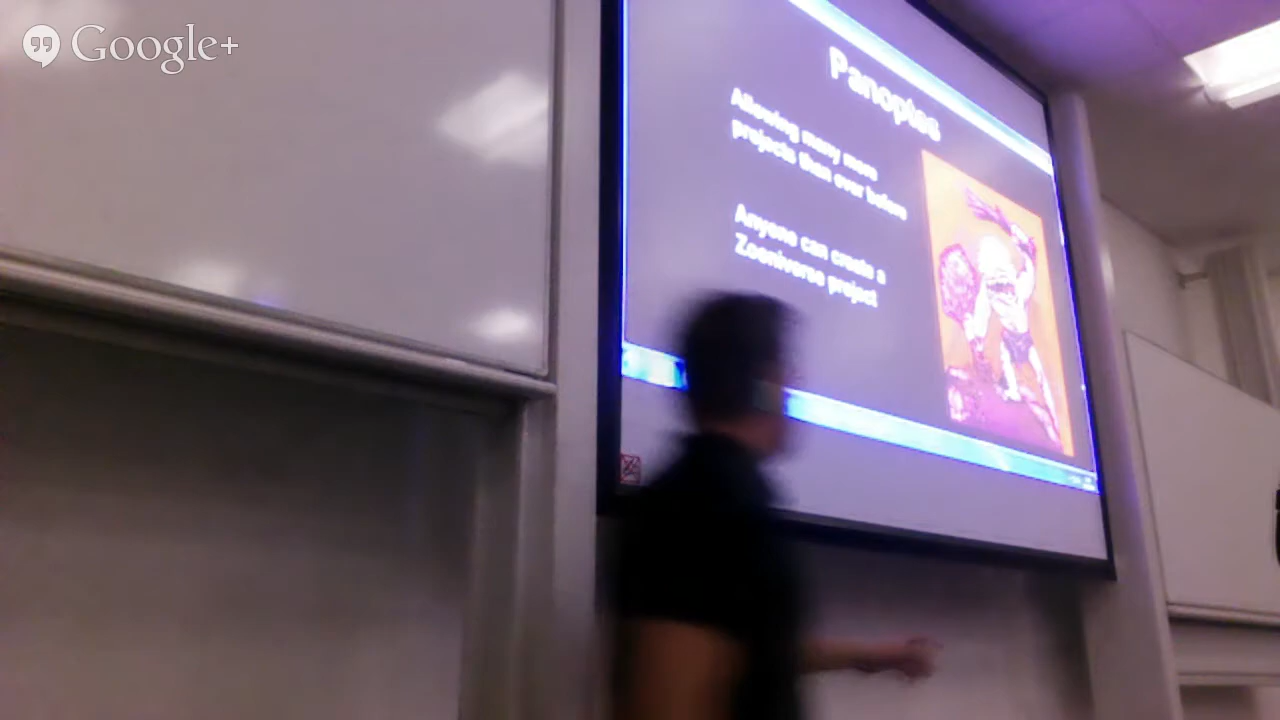 Google+
Panoptes
Allowing many more
projects than ever before
Anyone can create a
Zooniverse project